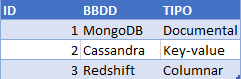 ID BBDD TIPO
1 MongoDB Documental
2 Cassandra Key-value
3 Redshift Columnar